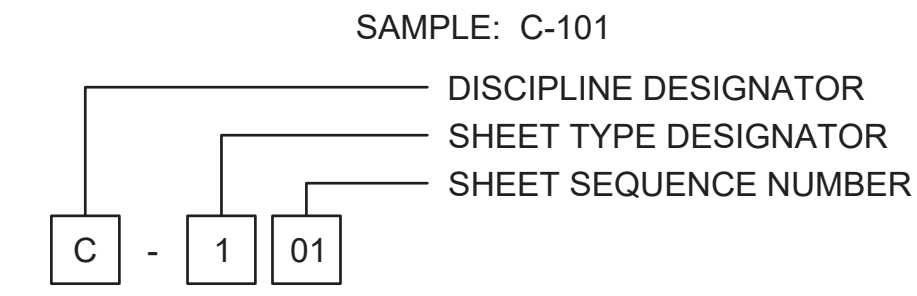 SAMPLE: C-101
DISCIPLINE DESIGNATOR
SHEET TYPE DESIGNATOR
SHEET SEQUENCE NUMBER
C - 1 01